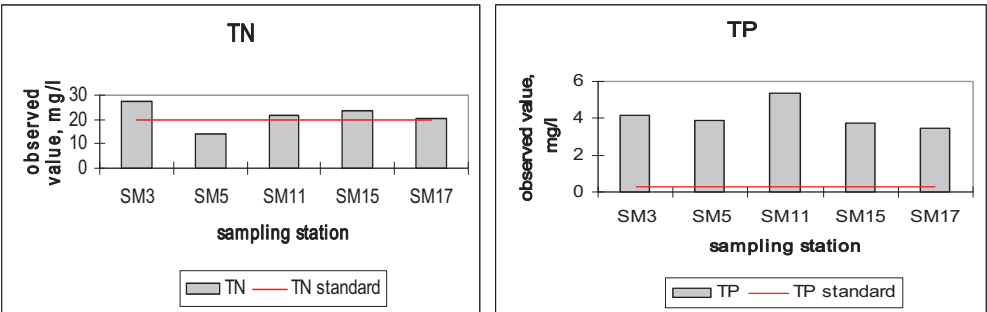 TN
observed
value, mg/l
30
20
10
0
SM3 SM5 SM11 SM15 SM17
sampling station
TN TN standard
TP
observed value,
mg/l
6
4
2
0
SM3 SM5 SM11 SM15 SM17
sampling station
TP TP standard